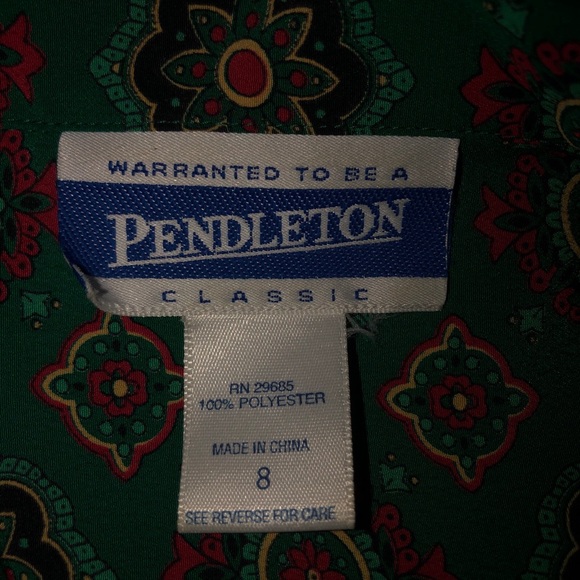 WARRANTED TO BE A
PENDLETON
CLASSIC
RN 29685
100% POLYESTER
MADE IN CHINA
8
SEE REVERSE FOR CARE